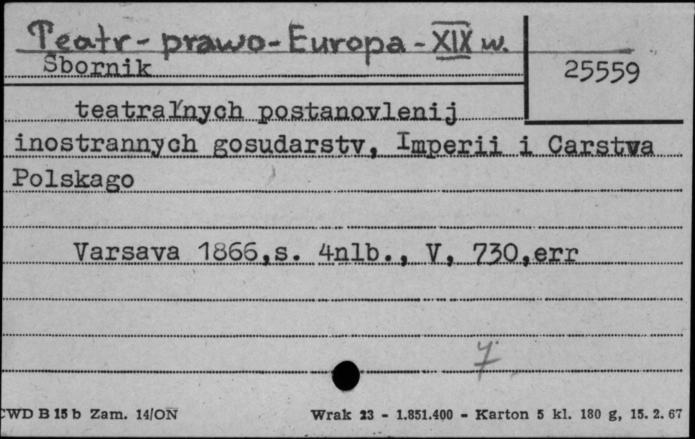 Teatr - prawo - Europa - XIX w.
Sbornik
25559
teatral'nych postanovlenij
inostrannych gosudarstv, Imperii i Carstva
Polskago
Varsava 1866,s. 4nlb., V, 730,err
7
CWD B 15 b Zam. 14/ON Wrak 23 - 1.851.400 - Karton 5 kl. 180 g, 15. 2. 67